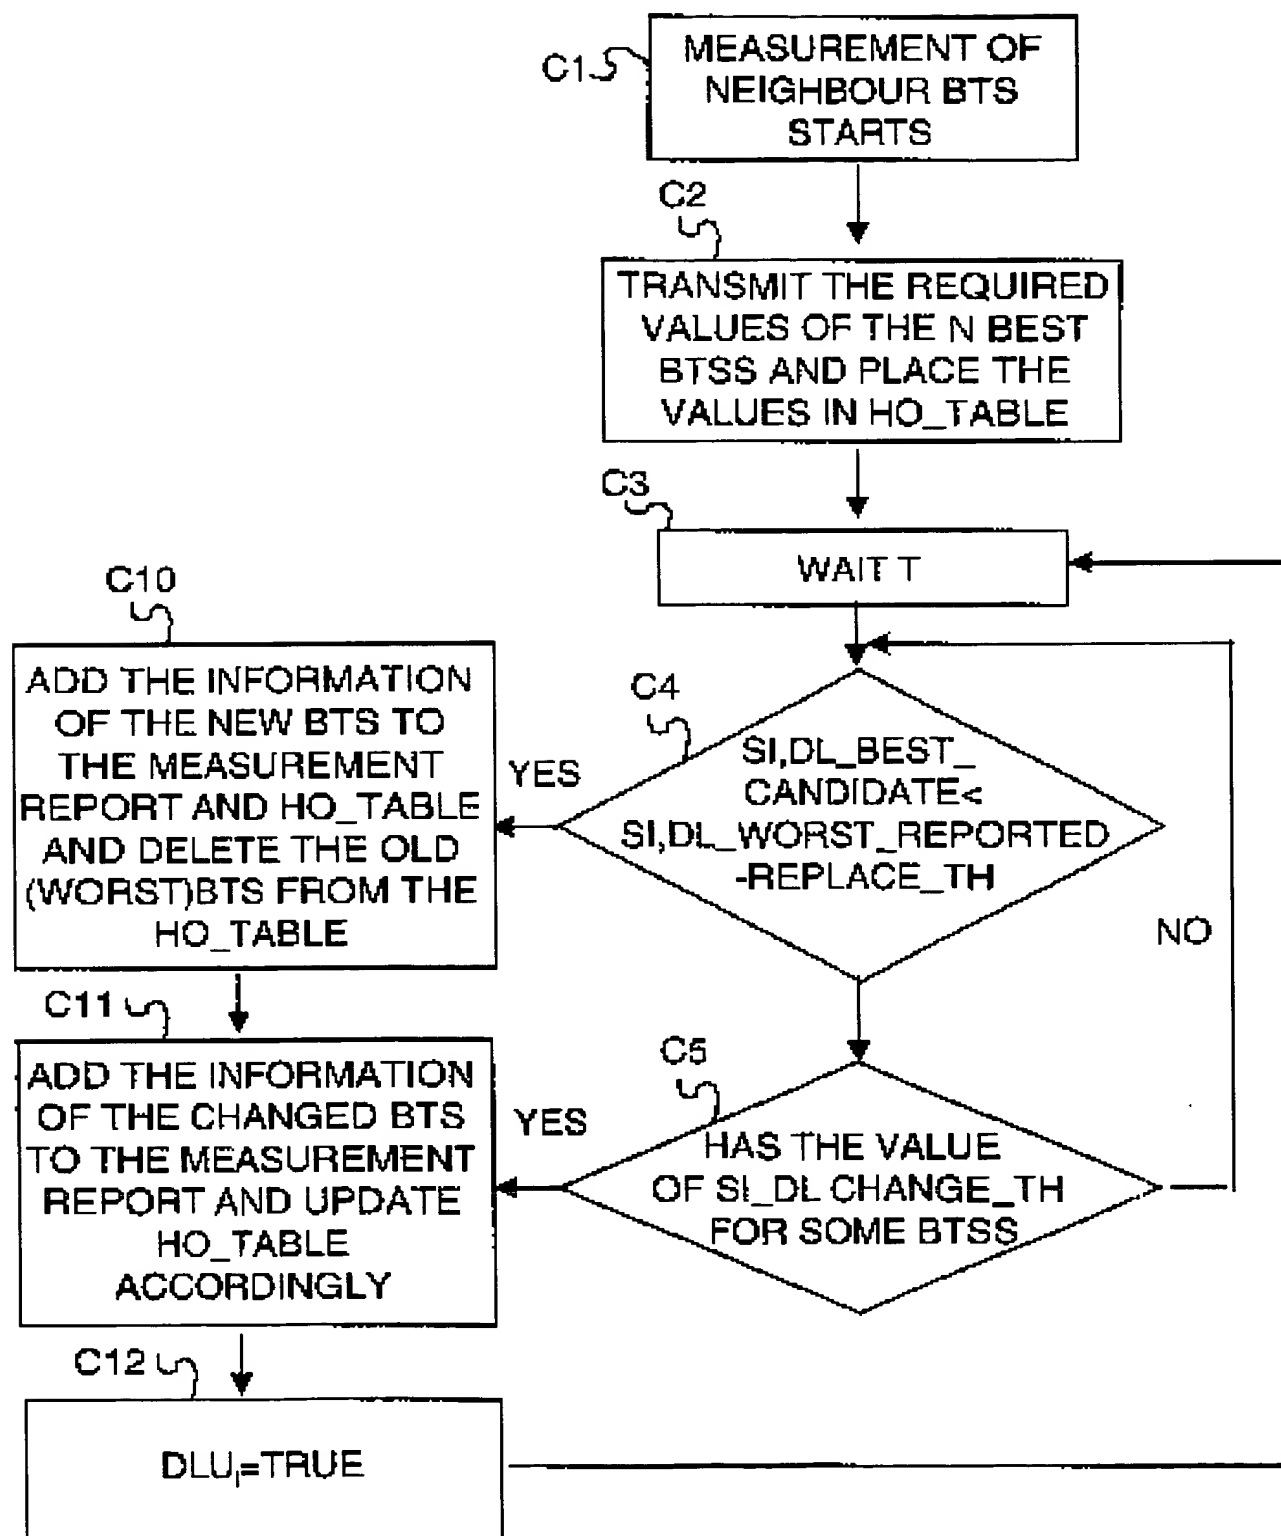 C1
MEASUREMENT OF
NEIGHBOUR BTS
STARTS
C2
TRANSMIT THE REQUIRED
VALUES OF THE N BEST
BTSS AND PLACE THE
VALUES IN HO_TABLE
C3
WAIT T
C10
ADD THE INFORMATION
OF THE NEW BTS TO
THE MEASUREMENT
REPORT AND HO_TABLE
AND DELETE THE OLD
(WORST)BTS FROM THE
HO_TABLE
YES
C4
SI,DL_BEST_
CANDIDATE<
SI,DL_WORST_REPORTED
-REPLACE_TH
NO
C11
ADD THE INFORMATION
OF THE CHANGED BTS
TO THE MEASUREMENT
REPORT AND UPDATE
HO_TABLE
ACCORDINGLY
YES
C5
HAS THE VALUE
OF SI_DL CHANGE_TH
FOR SOME BTSS
C12
DLUI=TRUE